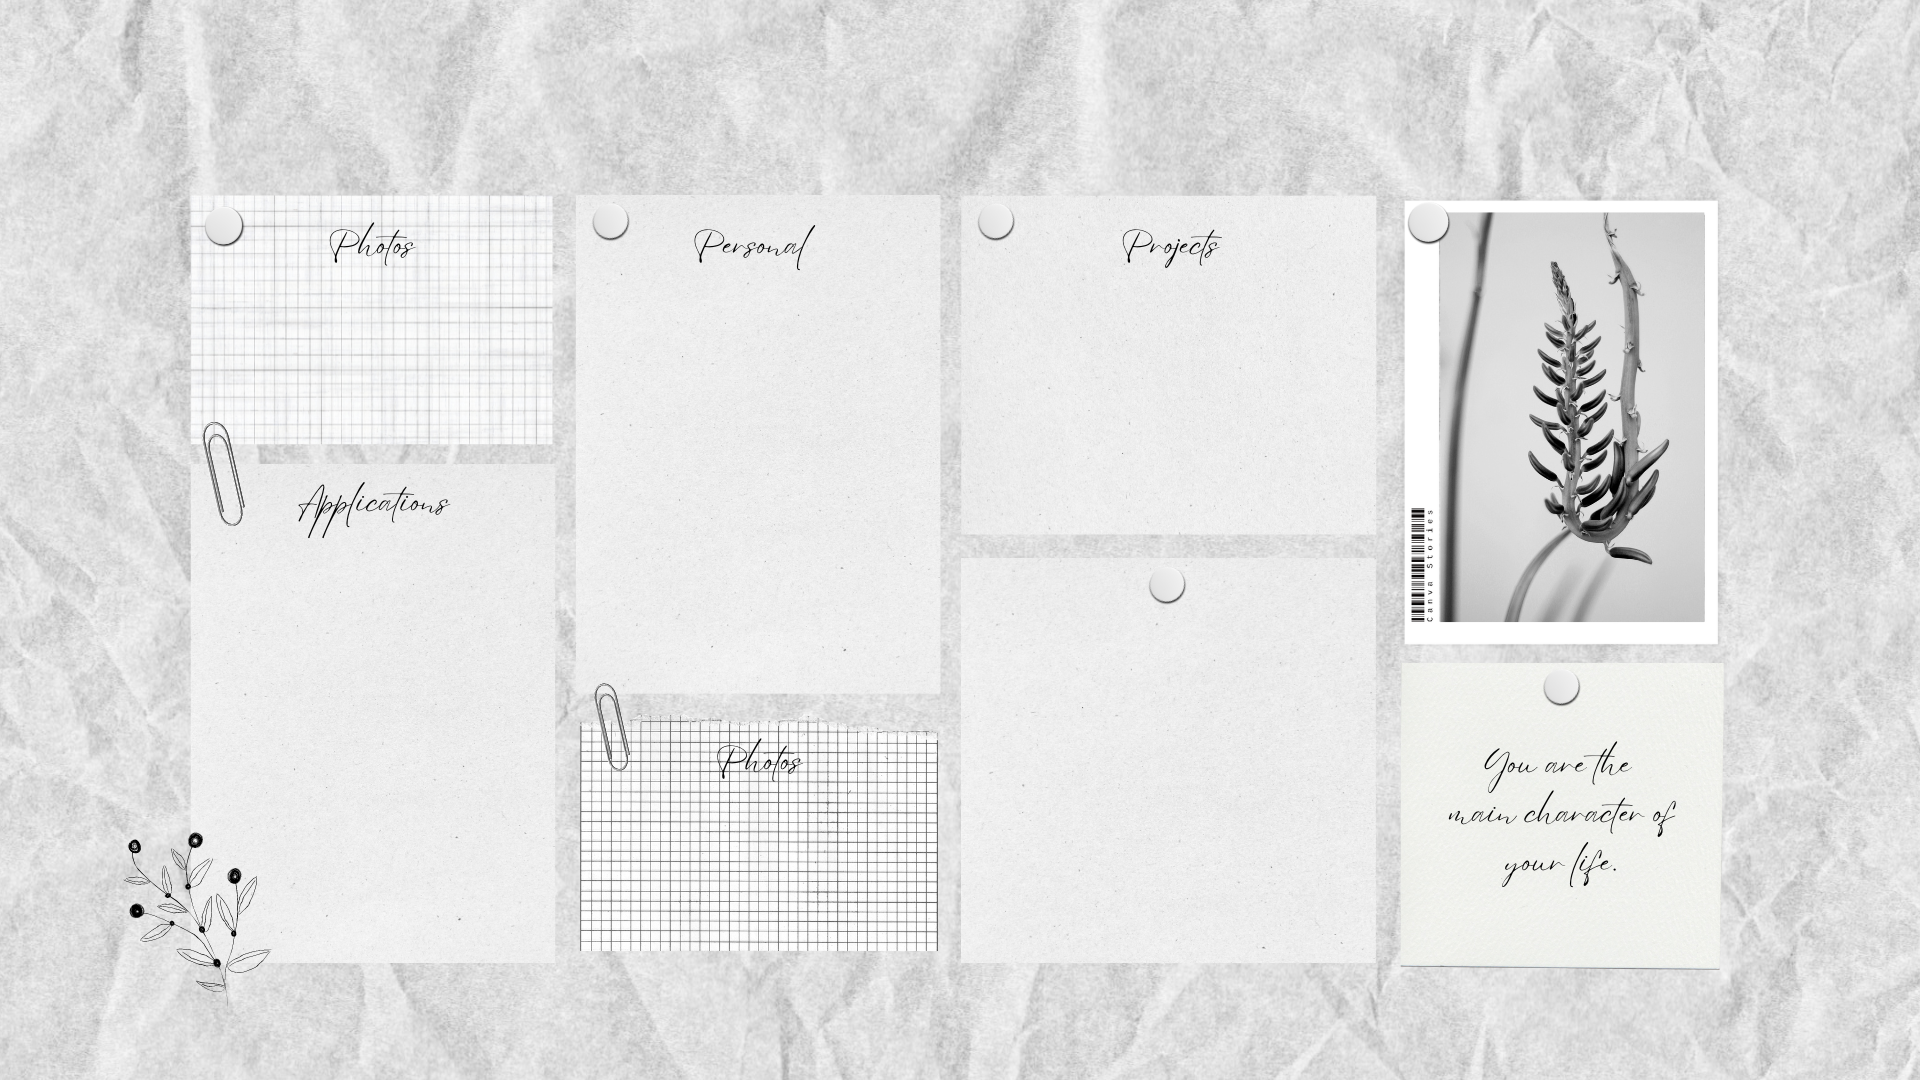 Photos
Personal
Projects
Applications
Photos
Canva Stories
You are the
main character of
your life.